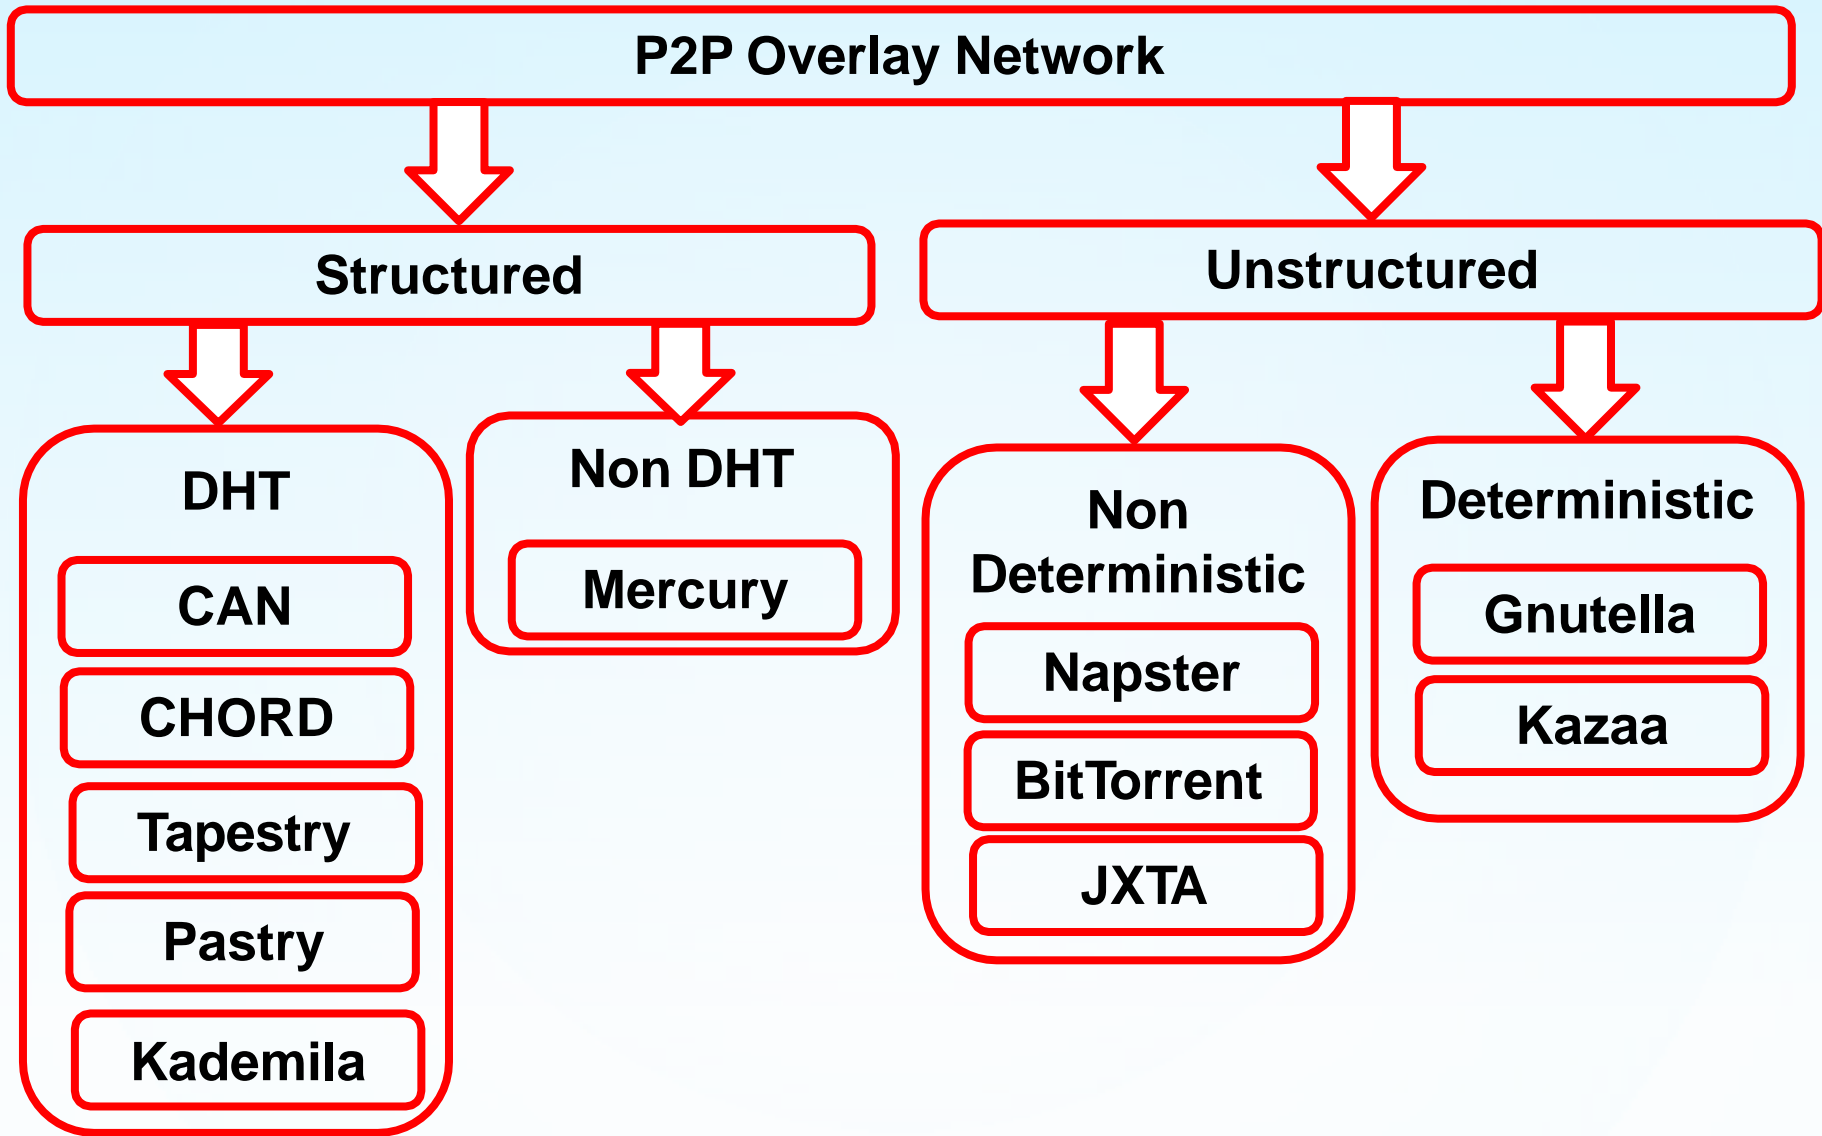 P2P Overlay Network
Structured
Unstructured
DHT
CAN
CHORD
Tapestry
Pastry
Kademila
Non DHT
Mercury
Non
Deterministic
Napster
BitTorrent
JXTA
Deterministic
Gnutella
Kazaa